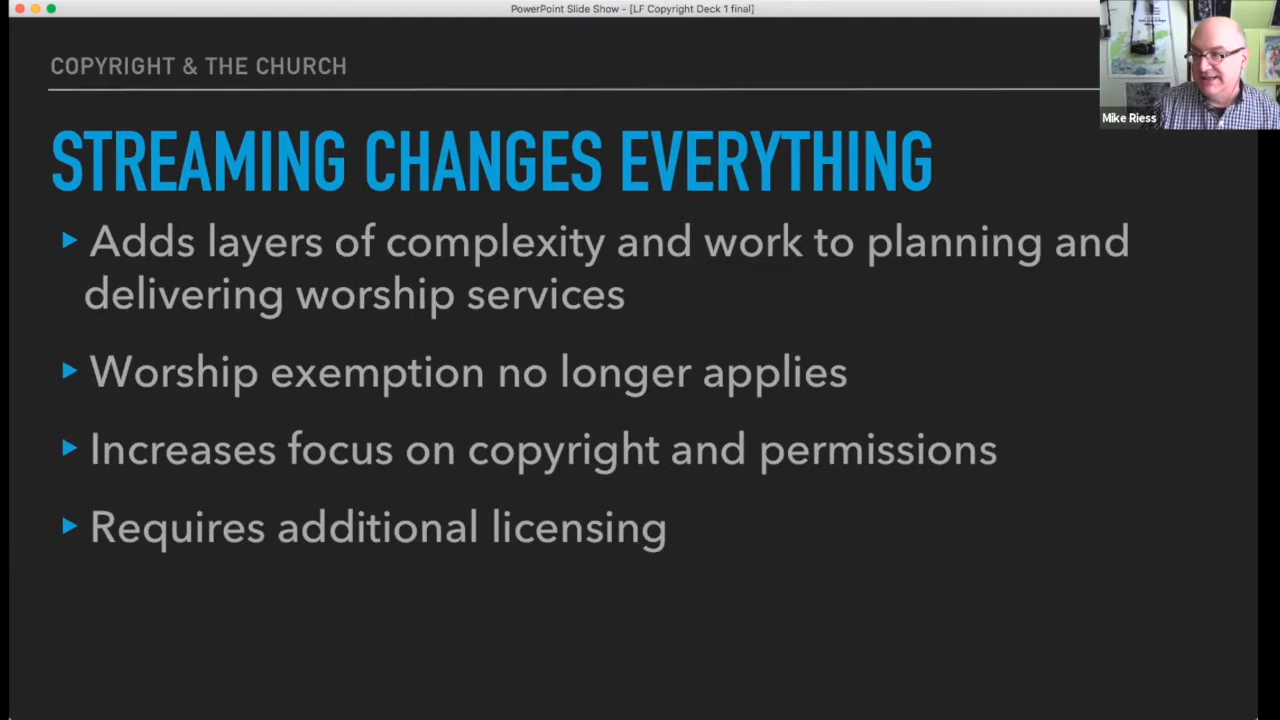 PowerPoint Slide Show - [LF Copyright Deck 1 final]
COPYRIGHT & THE CHURCH
Mike Riess
STREAMING CHANGES EVERYTHING
Adds layers of complexity and work to planning and
delivering worship services
Worship exemption no longer applies
Increases focus on copyright and permissions
Requires additional licensing